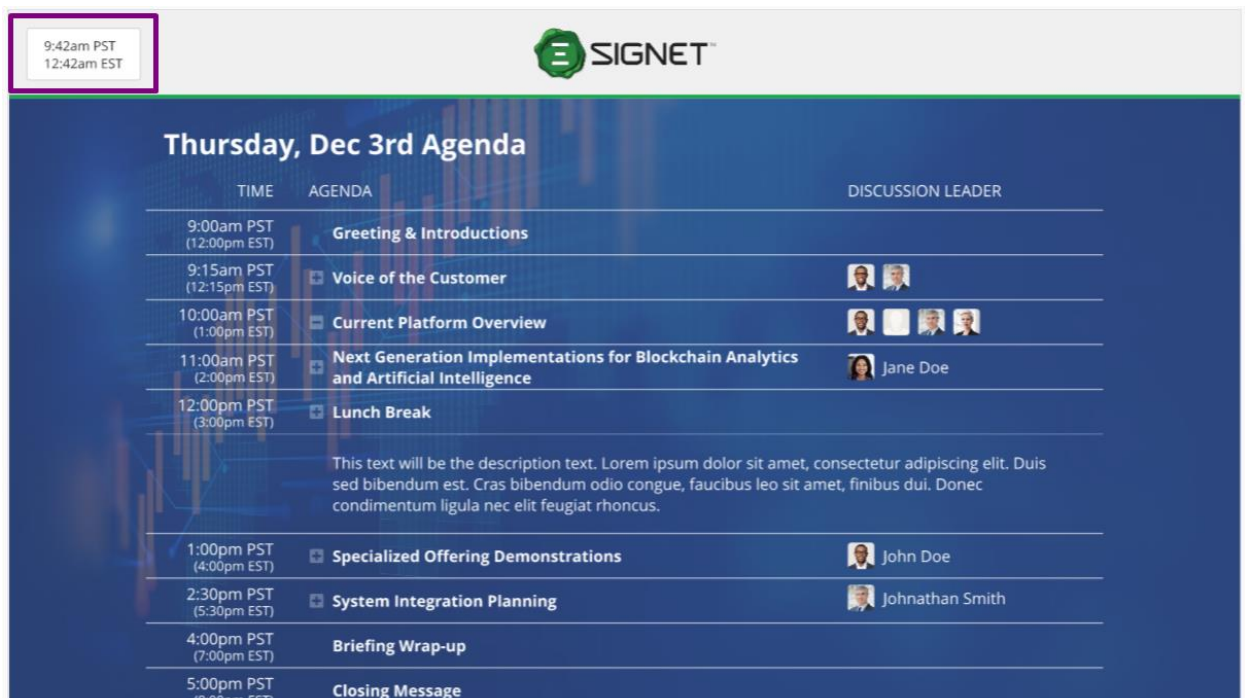 9:42am PST
12:42am EST
SIGNET™
Thursday, Dec 3rd Agenda
TIME AGENDA DISCUSSION LEADER
9:00am PST
(12:00pm EST)
Greeting & Introductions
9:15am PST
(12:15pm EST)
Voice of the Customer
10:00am PST
(1:00pm EST)
Current Platform Overview
11:00am PST
(2:00pm EST)
Next Generation Implementations for Blockchain Analytics
and Artificial Intelligence
Jane Doe
12:00pm PST
(3:00pm EST)
Lunch Break
This text will be the description text. Lorem ipsum dolor sit amet, consectetur adipiscing elit. Duis
sed bibendum est. Cras bibendum odio congue, faucibus leo sit amet, finibus dui. Donec
condimentum ligula nec elit feugiat rhoncus.
1:00pm PST
(4:00pm EST)
Specialized Offering Demonstrations
John Doe
2:30pm PST
(5:30pm EST)
System Integration Planning
Johnathan Smith
4:00pm PST
(7:00pm EST)
Briefing Wrap-up
5:00pm PST
Closing Message